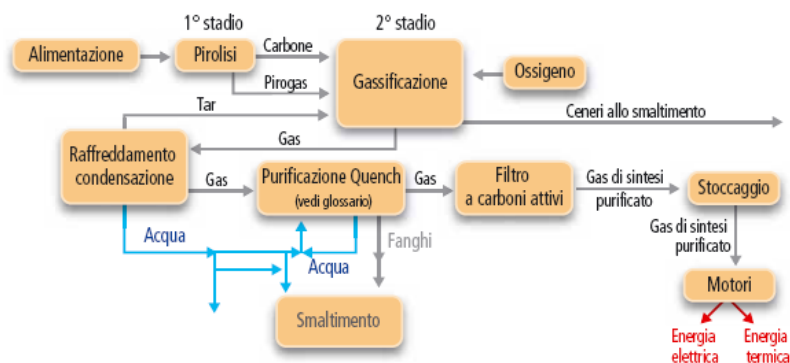 1° stadio
2° stadio
Alimentazione
Pirolisi
Carbone
Pirogas
Gassificazione
Ossigeno
Tar
Ceneri allo smaltimento
Gas
Raffreddamento
condensazione
Gas
Purificazione Quench
(vedi glossario)
Gas
Filtro
a carboni attivi
Gas di sintesi
purificato
Stoccaggio
Gas di sintesi
purificato
Acqua
Acqua
Fanghi
Smaltimento
Motori
Energia
elettrica
Energia
termica